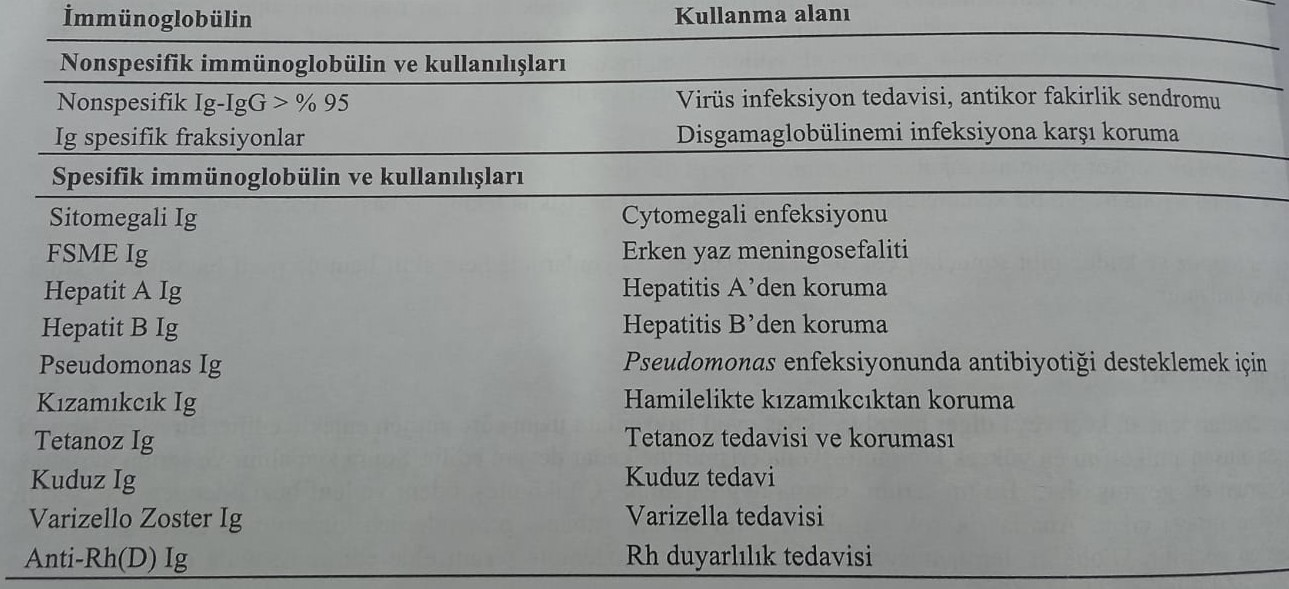 İmmünoglobülin Kullanma alanı
Nonspesifik immünoglobülin ve kullanılışları
Nonspesifik Ig-IgG > % 95 Virüs infeksiyon tedavisi, antikor fakirlik sendromu
Ig spesifik fraksiyonlar Disgamaglobülinemi infeksiyona karşı koruma
Spesifik immünoglobülin ve kullanılışları
Sitomegali Ig Cytomegali enfeksiyonu
FSME Ig Erken yaz meningosefaliti
Hepatit A Ig Hepatitis A’den koruma
Hepatit B Ig Hepatitis B’den koruma
Pseudomonas Ig Pseudomonas enfeksiyonunda antibiyotiği desteklemek için
Kızamıkcık Ig Hamilelikte kızamıkcıktan koruma
Tetanoz Ig Tetanoz tedavisi ve koruması
Kuduz Ig Kuduz tedavi
Varizello Zoster Ig Varizella tedavisi
Anti-Rh(D) Ig Rh duyarlılık tedavisi